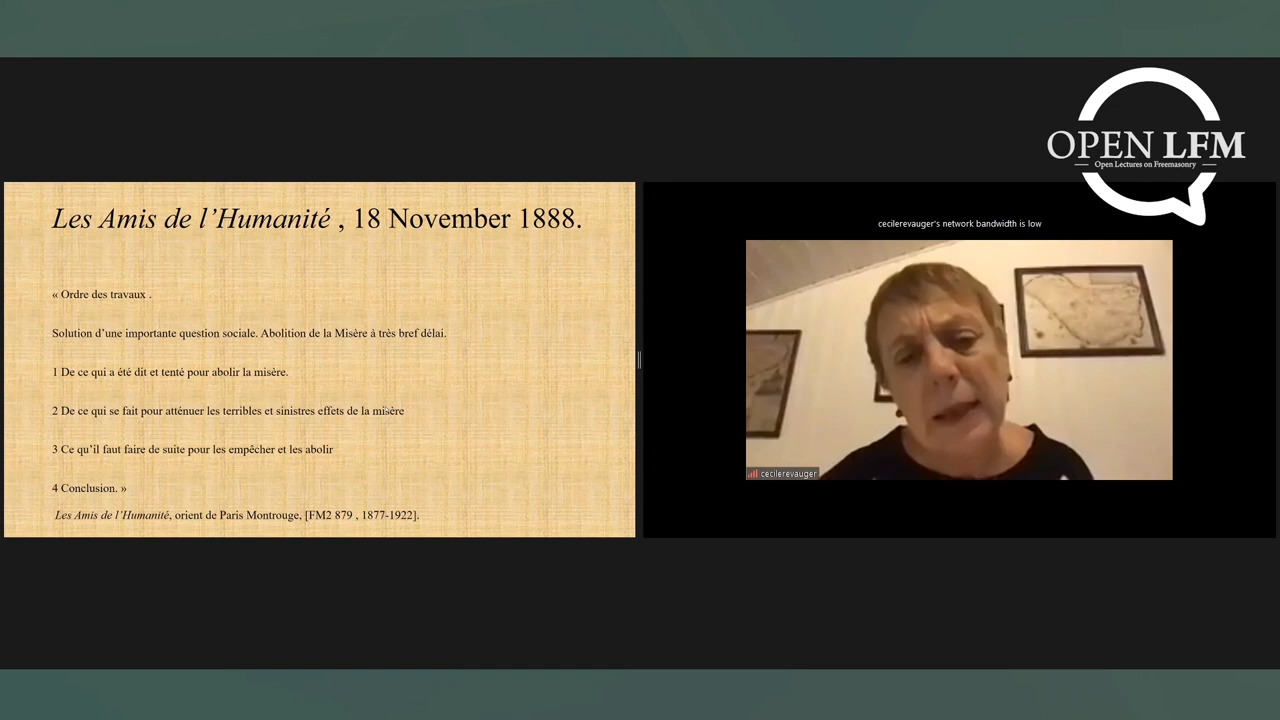 Les Amis de l’Humanité , 18 November 1888.
« Ordre des travaux .
Solution d’une importante question sociale. Abolition de la Misère à très bref délai.
1 De ce qui a été dit et tenté pour abolir la misère.
2 De ce qui se fait pour atténuer les terribles et sinistres effets de la misère
3 Ce qu’il faut faire de suite pour les empêcher et les abolir
4 Conclusion. »
Les Amis de l’Humanité, orient de Paris Montrouge, [FM2 879 , 1877-1922].
OPEN LFM
Open Lectures on Freemasonry
cecilerevauger's network bandwidth is low
cecilerevauger